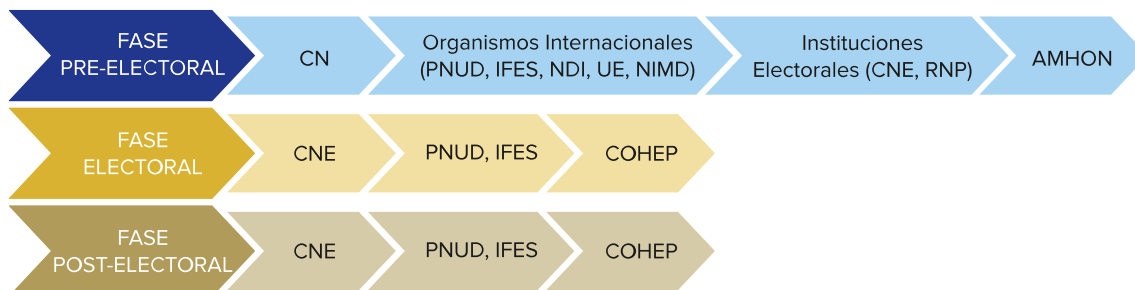 FASE
PRE-ELECTORAL
CN
Organismos Internacionales
(PNUD, IFES, NDI, UE, NIMD)
Instituciones
Electorales (CNE, RNP)
AMHON
FASE
ELECTORAL
CNE
PNUD, IFES
COHEP
FASE
POST-ELECTORAL
CNE
PNUD, IFES
COHEP